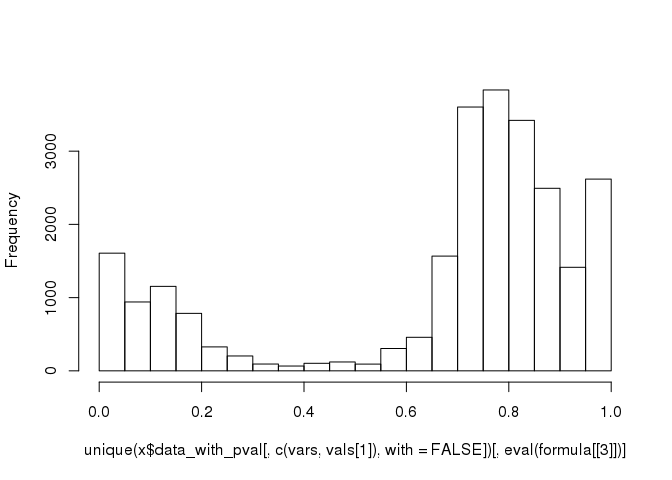 3000
2000
1000
0
Frequency
0.0 0.2 0.4 0.6 0.8 1.0
unique(x$data_with_pval[, c(vars, vals[1]), with = FALSE])[, eval(formula[[3]])]